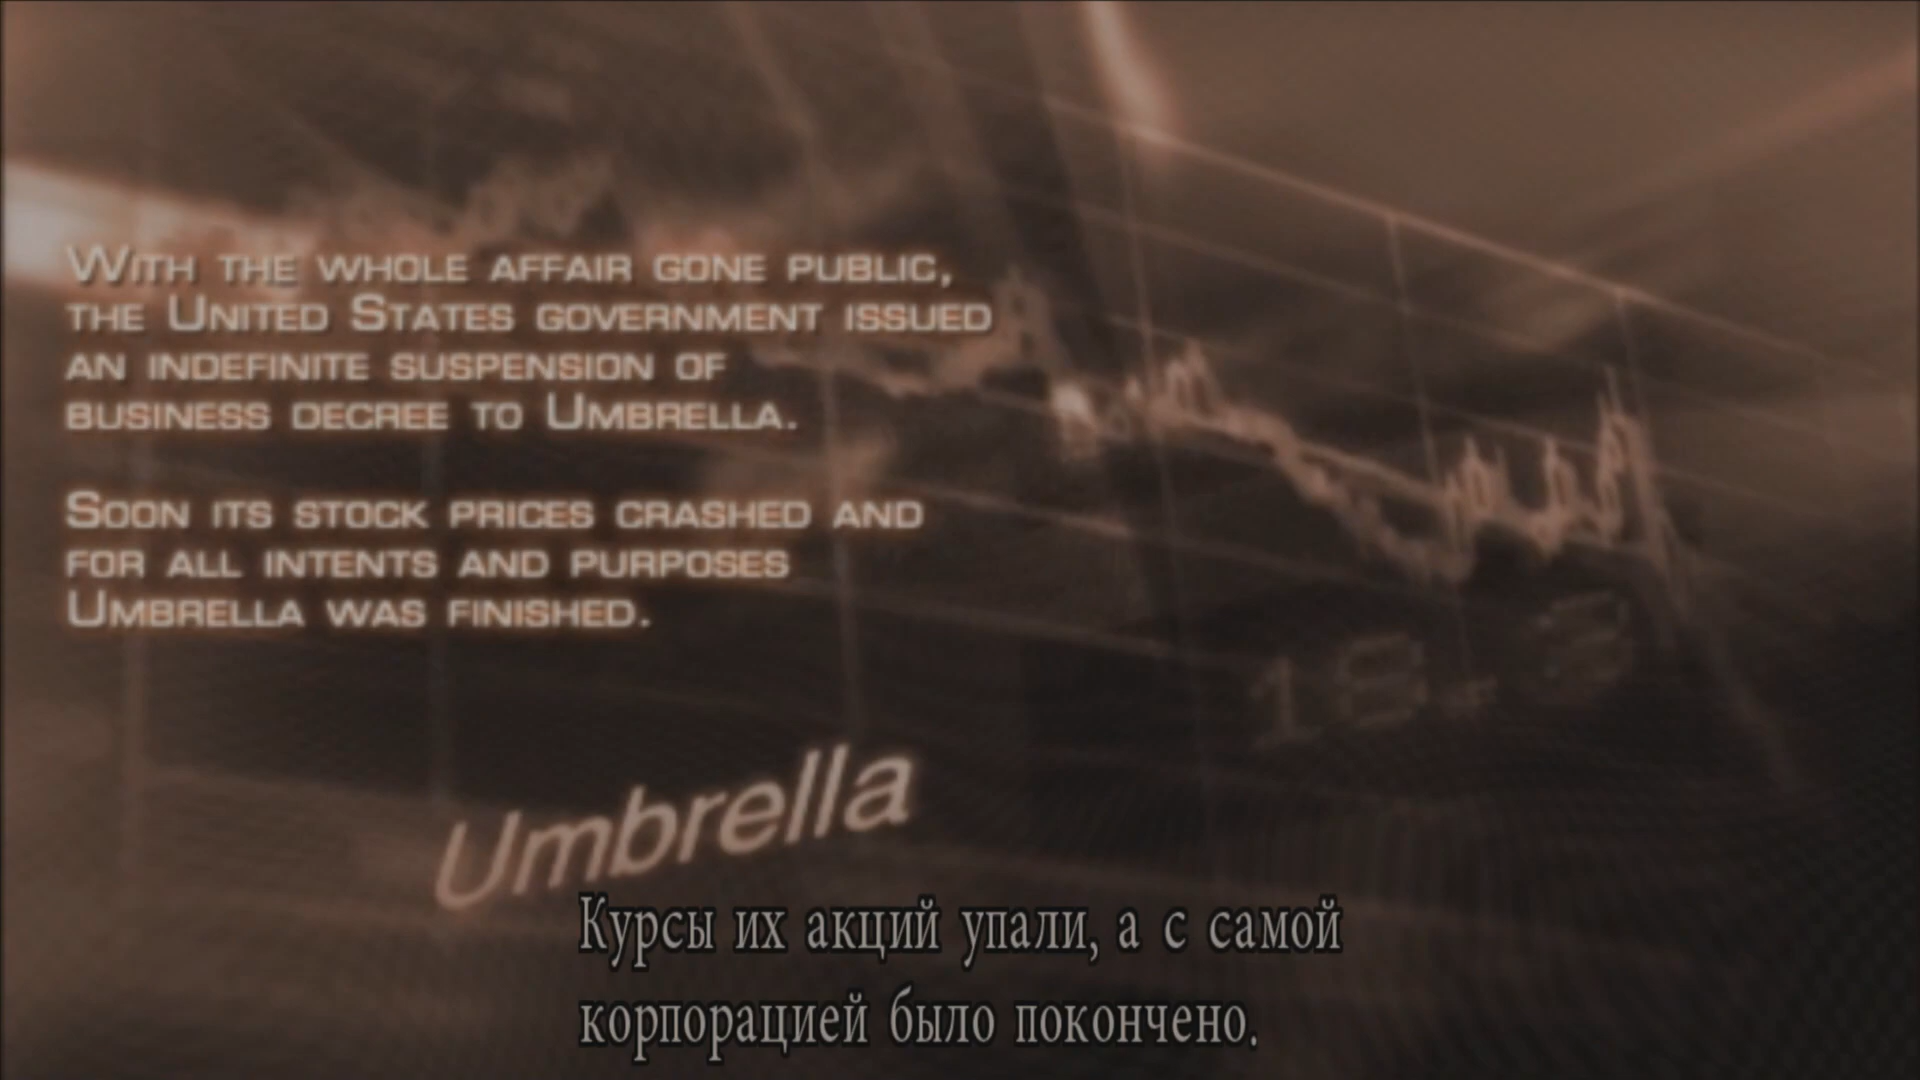 With the whole affair gone public,
the United States government issued
an indefinite suspension of
business decree to Umbrella.
Soon its stock prices crashed and
for all intents and purposes
Umbrella was finished.
Umbrella
Курсы их акций упали, а с самой
корпорацией было покончено.